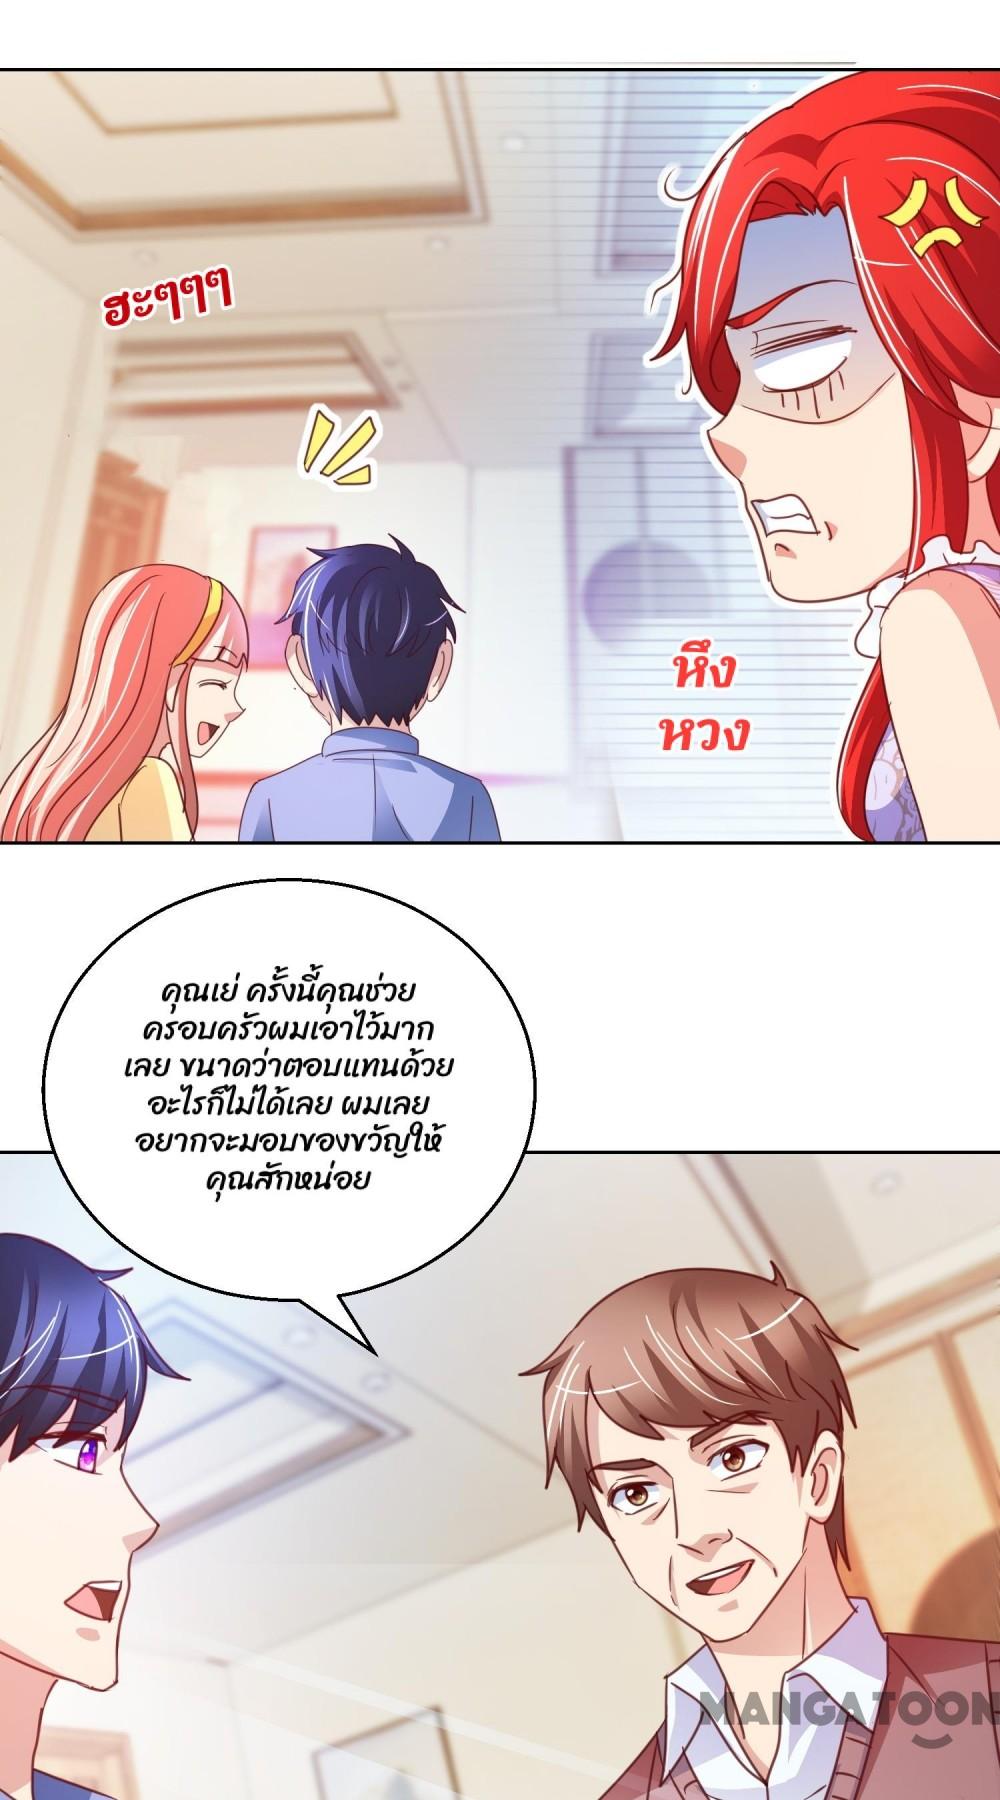 ฮะๆๆๆ
หึง
หวง
คุณเย่ ครั้งนี้คุณช่วย
ครอบครัวผมเอาไว้มาก
เลย ขนาดว่าตอบแทนด้วย
อะไรก็ไม่ได้เลย ผมเลย
อยากจะมอบของขวัญให้
คุณสักหน่อย
MANGATOON